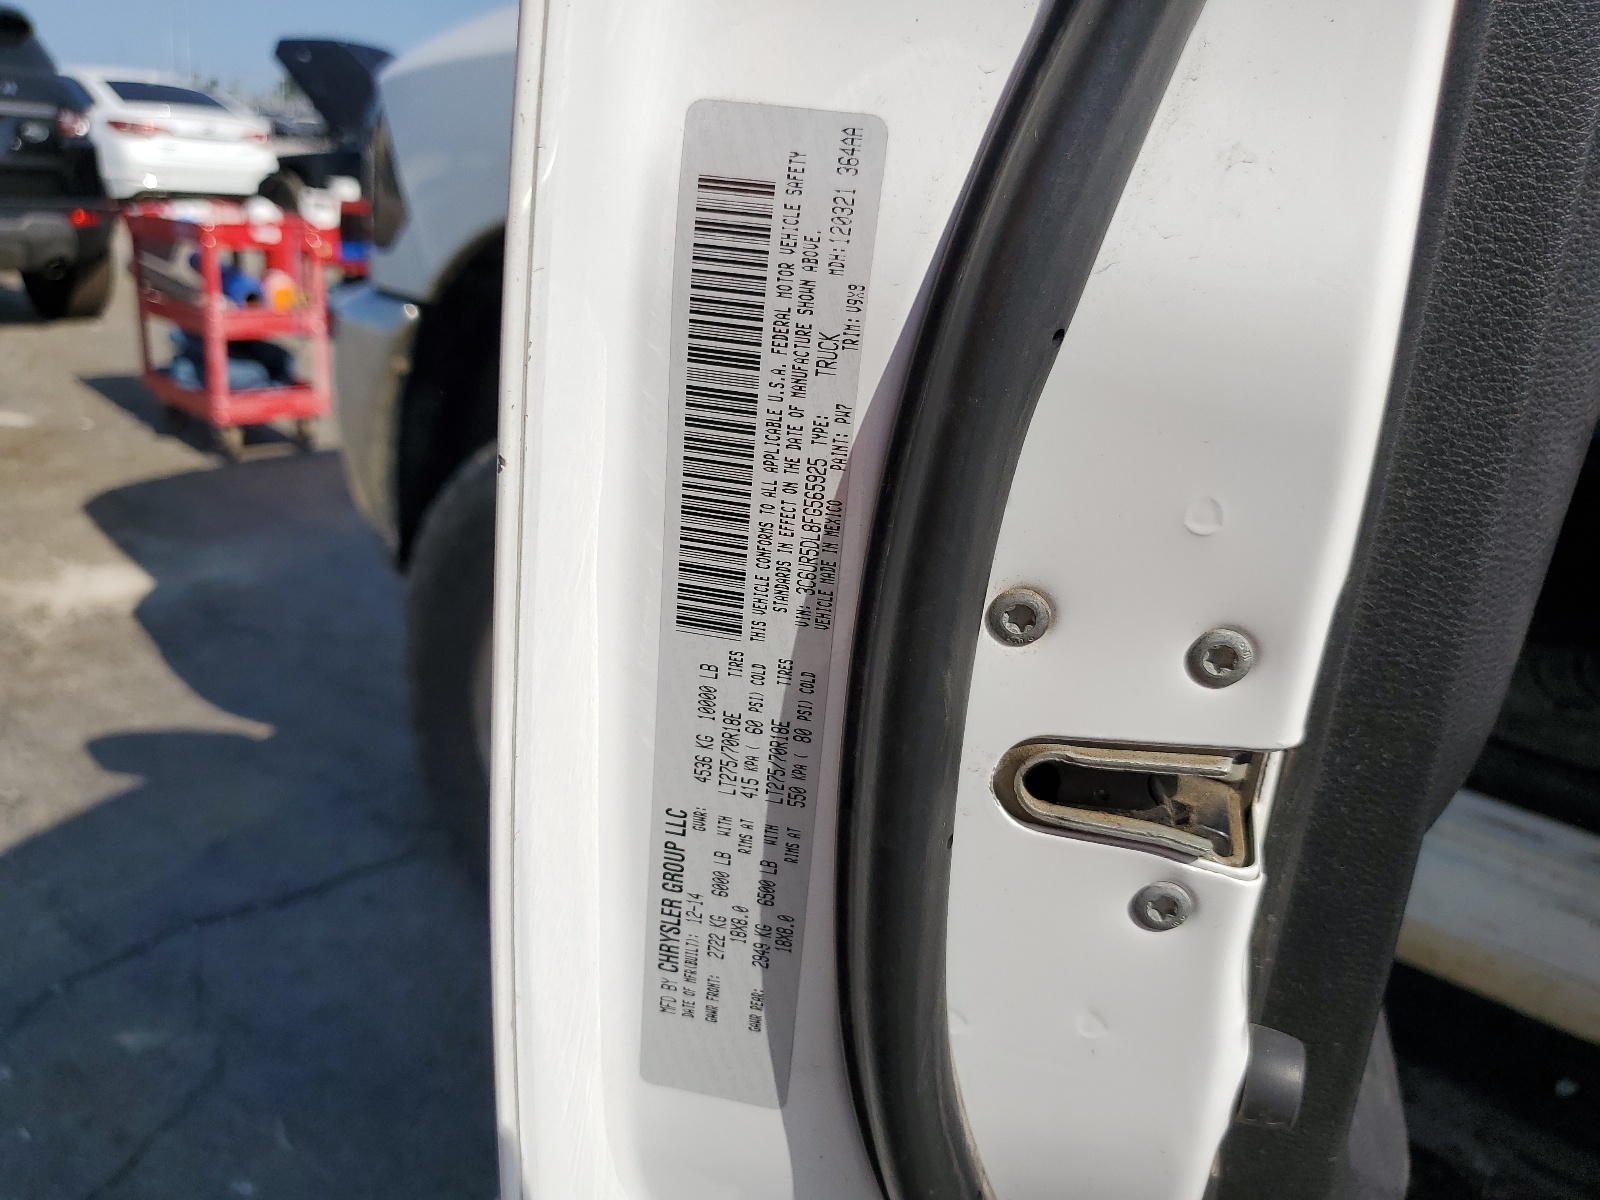 MFD BY CHRYSLER GROUP LLC
DATE OF MFR(BUILT): 12-14 GVWR: 4536 KG 10000 LB
GAWR FRONT: 2722 KG 6000 LB WITH LT275/70R18E TIRES
18X8.0 RIMS AT 415 KPA( 60 PSI) COLD
GAWR REAR: 2949 KG 6500 LB WITH LT275/70R18E TIRES
18X8.0 RIMS AT 550 KPA( 80 PSI) COLD
THIS VEHICLE CONFORMS TO ALL APPLICABLE U.S.A. FEDERAL MOTOR VEHICLE SAFETY
STANDARDS IN EFFECT ON THE DATE OF MANUFACTURE SHOWN ABOVE.
VIN: 3C6UR5DL8FG565925 TYPE: TRUCK MDH:120321 364AA
VEHICLE MADE IN MEXICO PAINT: PW7 TRIM: V9X9